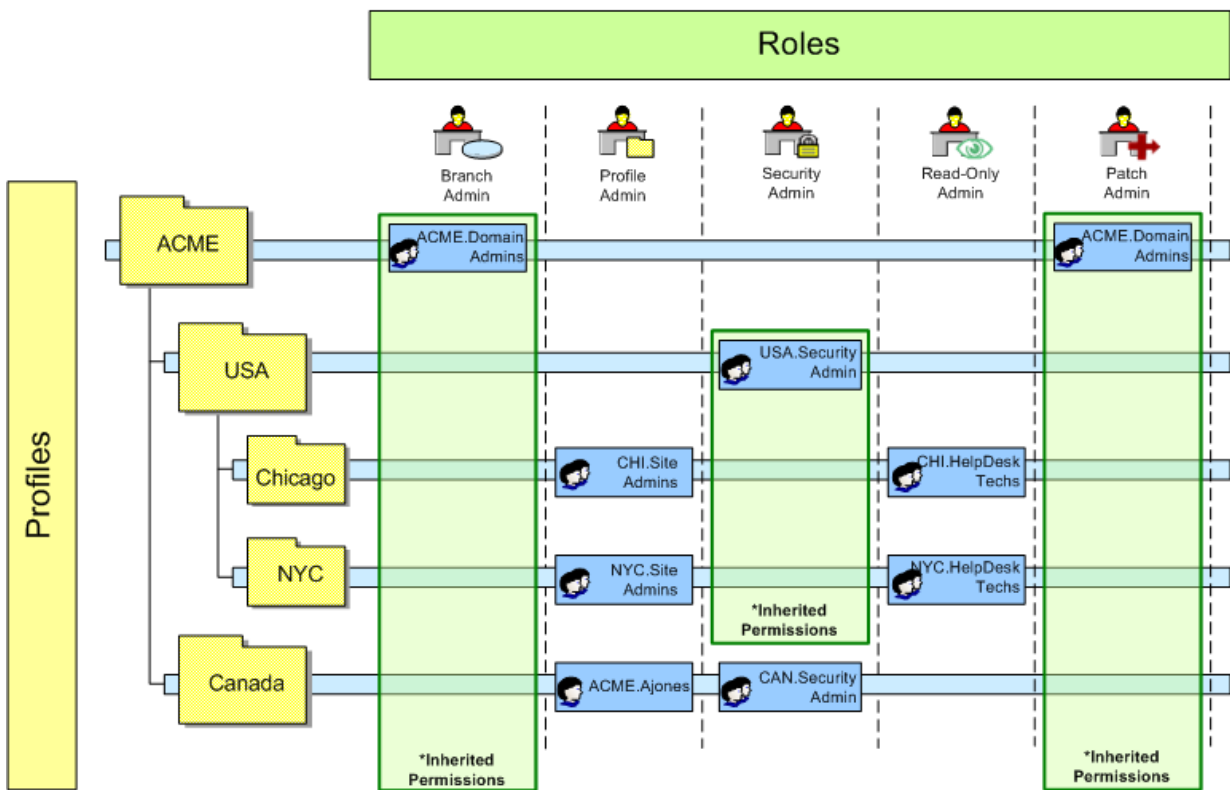 Roles
Branch
Admin
Profile
Admin
Security
Admin
Read-Only
Admin
Patch
Admin
Profiles
ACME
ACME.Domain
Admins
ACME.Domain
Admins
USA
USA.Security
Admin
Chicago
CHI.Site
Admins
CHI.HelpDesk
Techs
NYC
NYC.Site
Admins
NYC.HelpDesk
Techs
*Inherited
Permissions
Canada
ACME.Ajones
CAN.Security
Admin
*Inherited
Permissions
*Inherited
Permissions